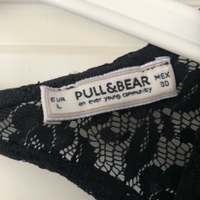 EUR
L
PULL&BEAR
an ever young community
MEX
30